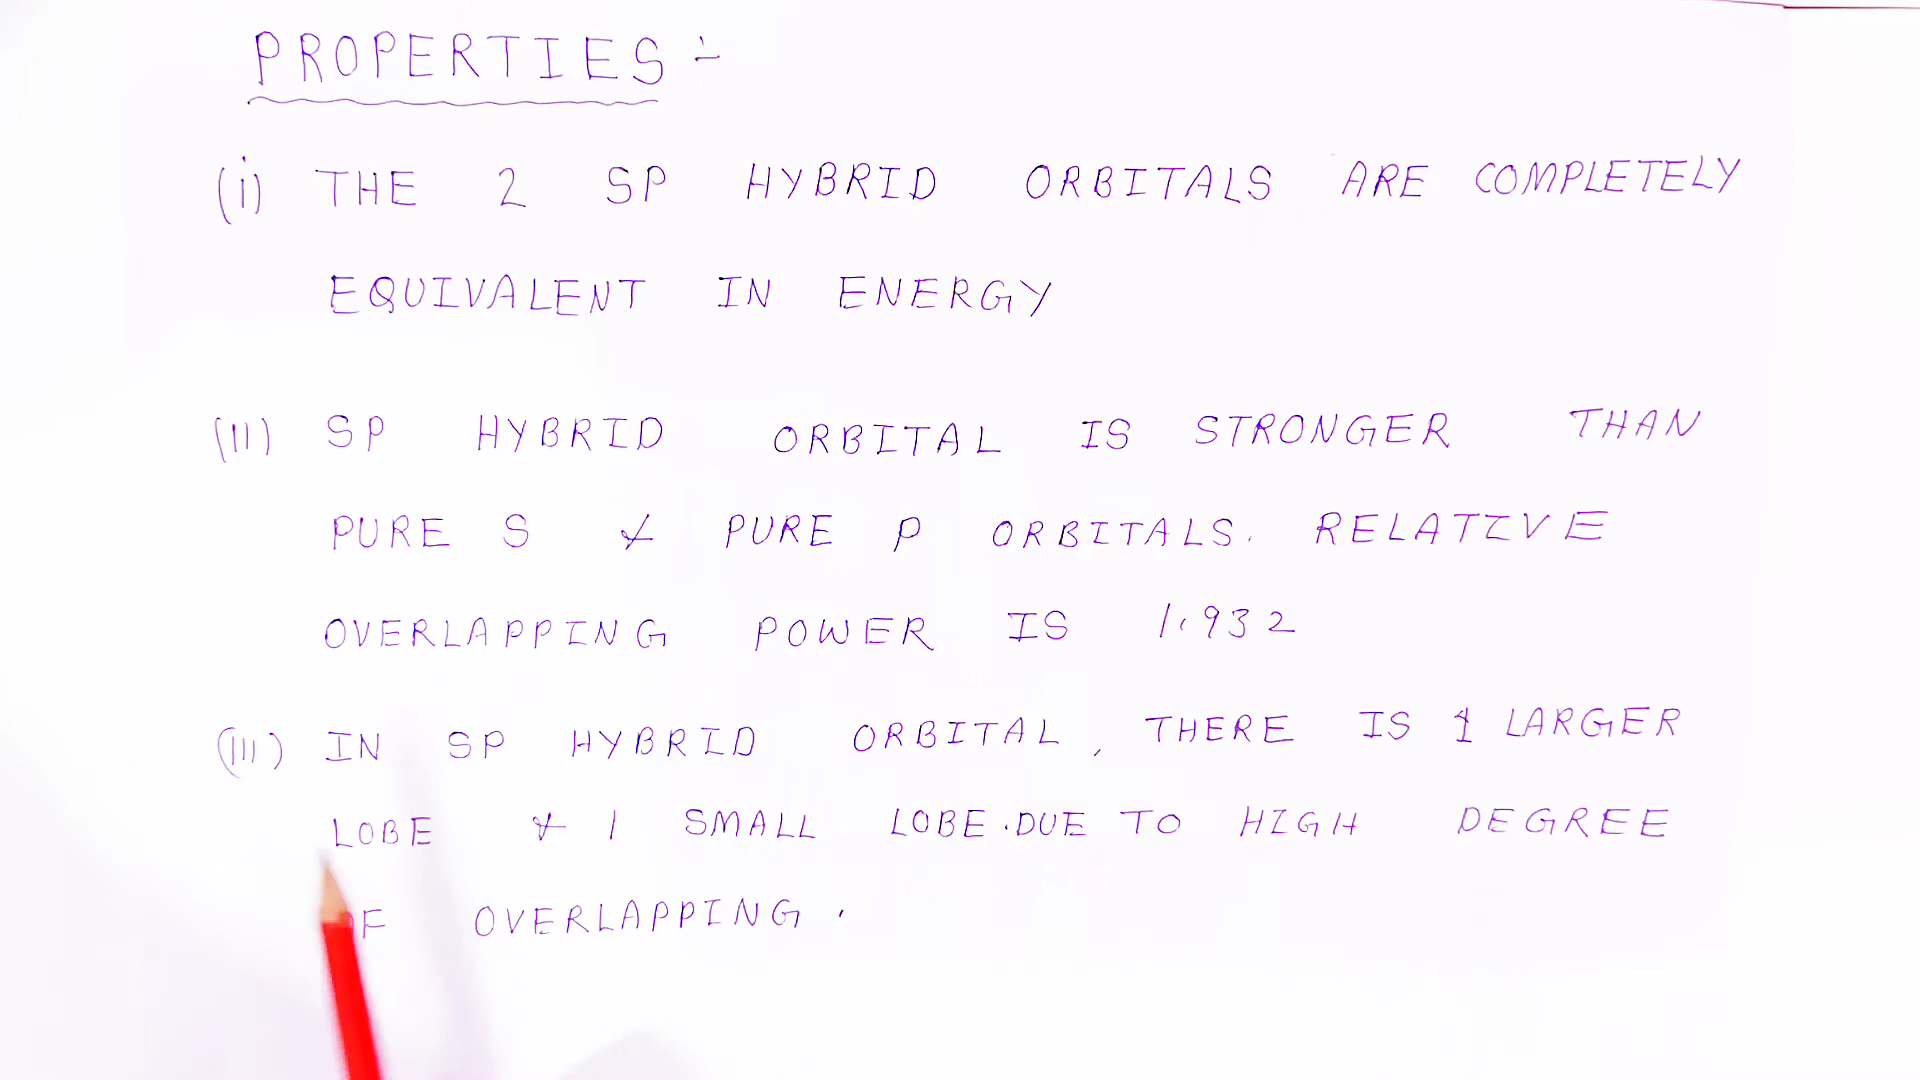 PROPERTIES :-
(i) THE 2 SP HYBRID ORBITALS ARE COMPLETELY
EQUIVALENT IN ENERGY
(II) SP HYBRID ORBITAL IS STRONGER THAN
PURE S & PURE P ORBITALS. RELATIVE
OVERLAPPING POWER IS 1.932
(III) IN SP HYBRID ORBITAL, THERE IS 1 LARGER
LOBE & 1 SMALL LOBE. DUE TO HIGH DEGREE
OF OVERLAPPING.